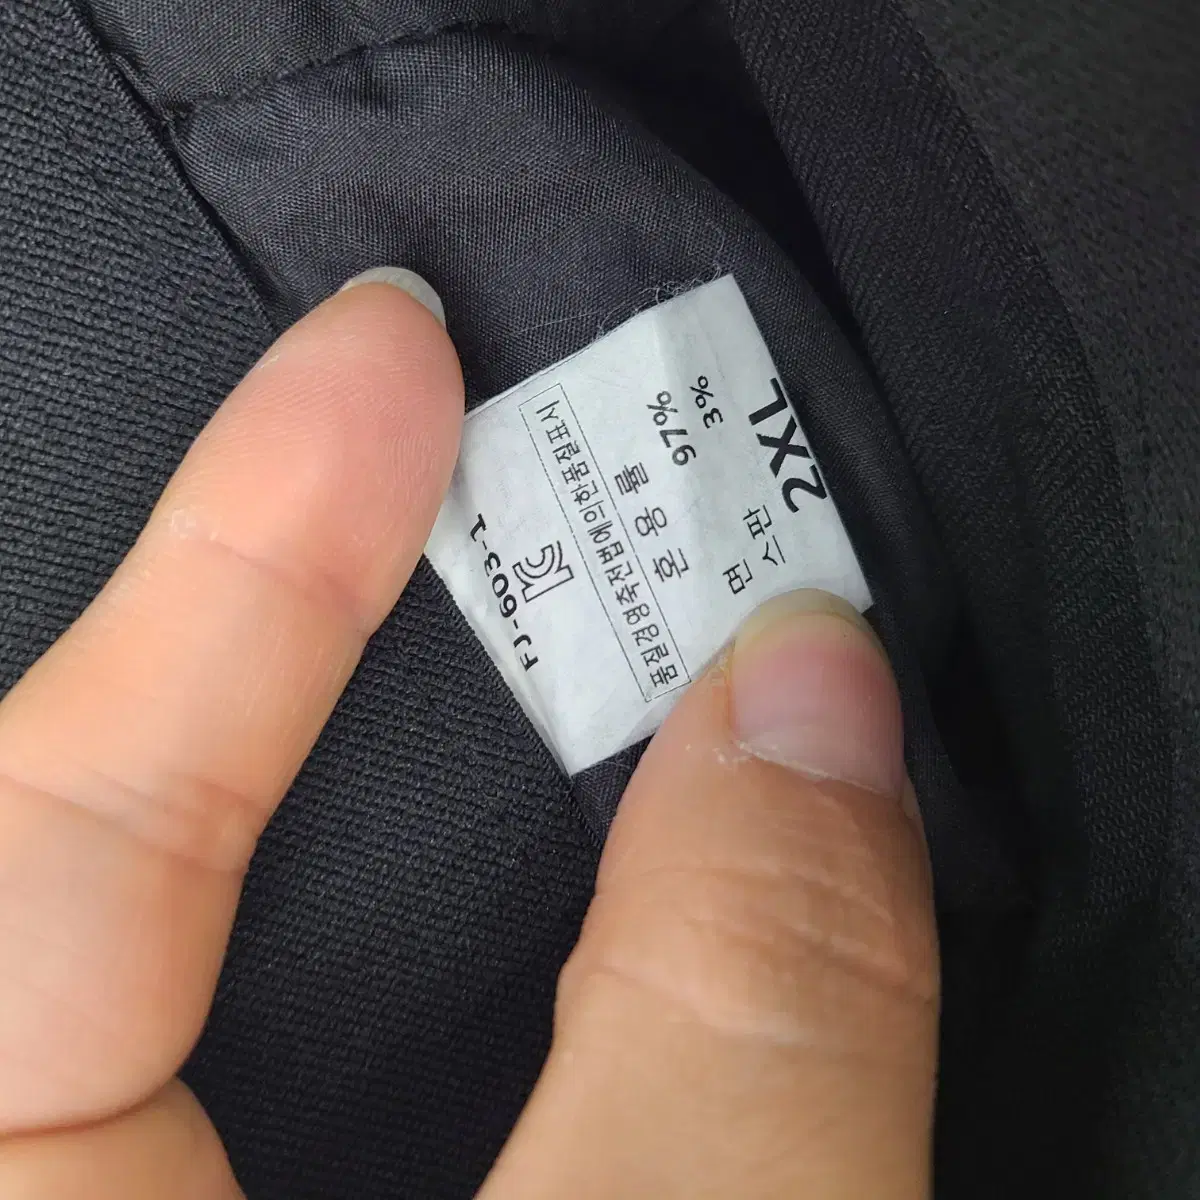 FJ-603-1
품질경영촉진법에의한품질표시
혼용률
면 97%
스판 3%
2XL